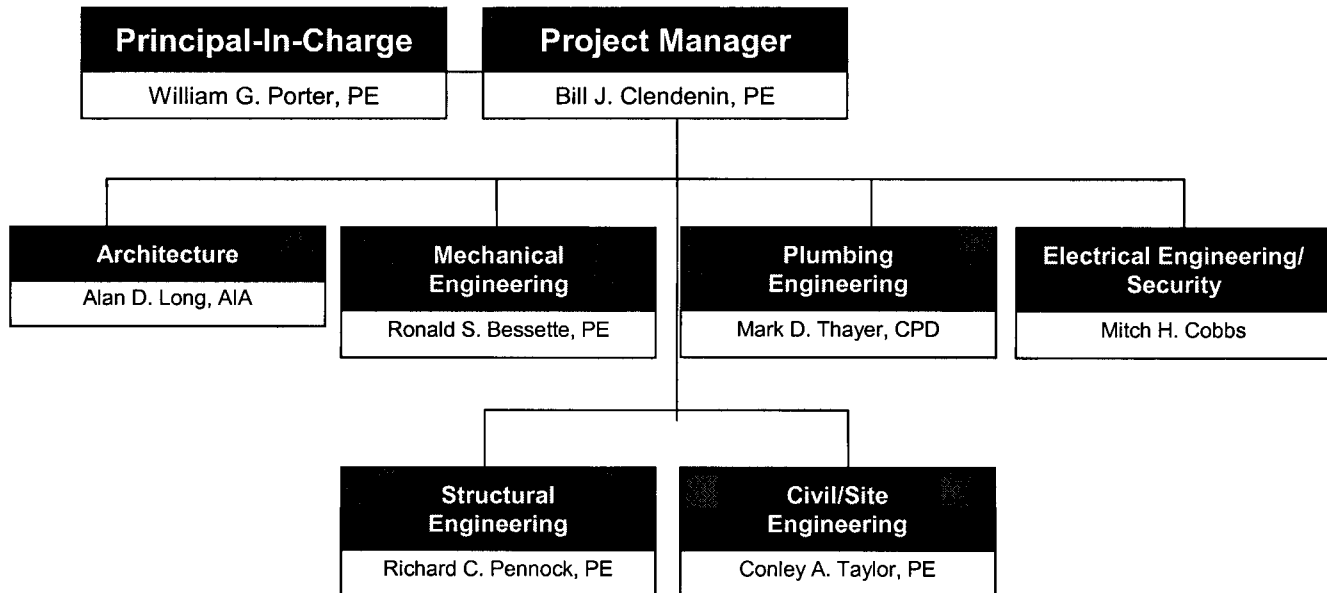 Principal-In-Charge
William G. Porter, PE
Project Manager
Bill J. Clendenin, PE
Architecture
Alan D. Long, AIA
Mechanical
Engineering
Ronald S. Bessette, PE
Plumbing
Engineering
Mark D. Thayer, CPD
Electrical Engineering/
Security
Mitch H. Cobbs
Structural
Engineering
Richard C. Pennock, PE
Civil/Site
Engineering
Conley A. Taylor, PE